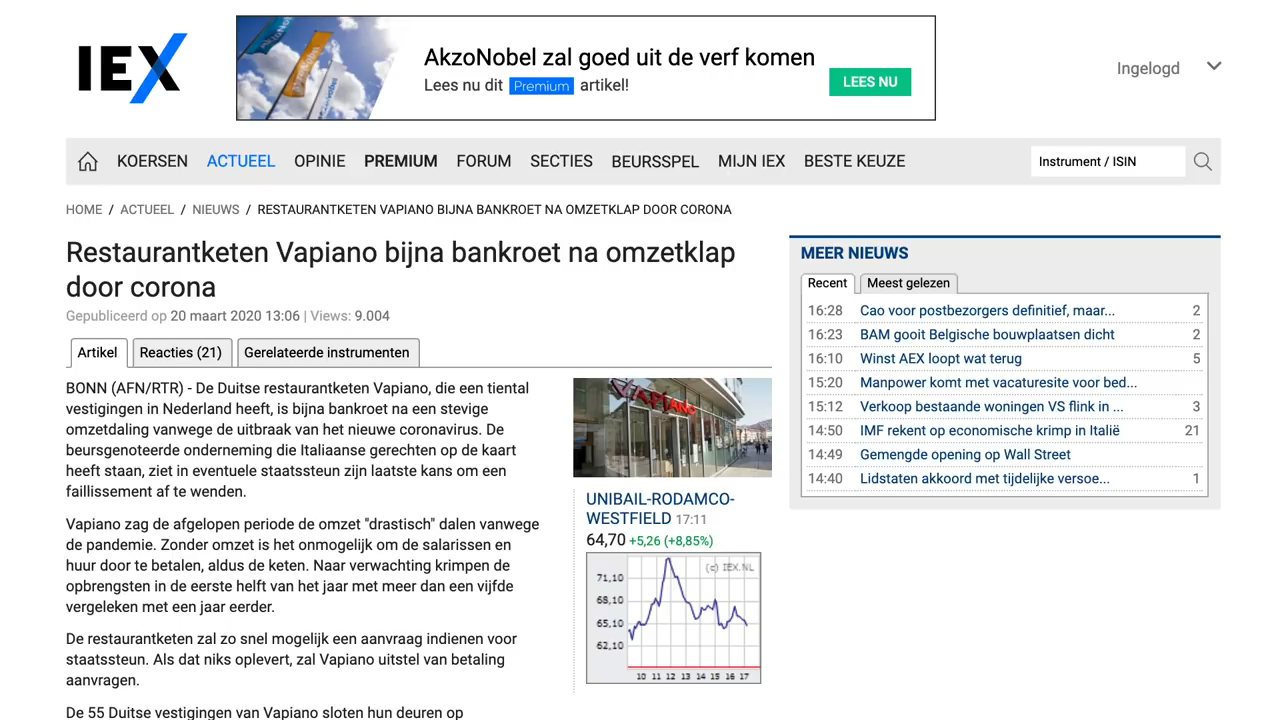 IEX
AkzoNobel zal goed uit de verf komen
Lees nu dit Premium artikel!
LEES NU
Ingelogd
KOERSEN ACTUEEL OPINIE PREMIUM FORUM SECTIES BEURSSPEL MIJN IEX BESTE KEUZE
Instrument / ISIN
HOME / ACTUEEL / NIEUWS / RESTAURANTKETEN VAPIANO BIJNA BANKROET NA OMZETKLAP DOOR CORONA
Restaurantketen Vapiano bijna bankroet na omzetklap
door corona
Gepubliceerd op 20 maart 2020 13:06 | Views: 9.004
Artikel Reacties (21) Gerelateerde instrumenten
BONN (AFN/RTR) - De Duitse restaurantketen Vapiano, die een tiental
vestigingen in Nederland heeft, is bijna bankroet na een stevige
omzetdaling vanwege de uitbraak van het nieuwe coronavirus. De
beursgenoteerde onderneming die Italiaanse gerechten op de kaart
heeft staan, ziet in eventuele staatssteun zijn laatste kans om een
faillissement af te wenden.
Vapiano zag de afgelopen periode de omzet "drastisch" dalen vanwege
de pandemie. Zonder omzet is het onmogelijk om de salarissen en
huur door te betalen, aldus de keten. Naar verwachting krimpen de
opbrengsten in de eerste helft van het jaar met meer dan een vijfde
vergeleken met een jaar eerder.
De restaurantketen zal zo snel mogelijk een aanvraag indienen voor
staatssteun. Als dat niks oplevert, zal Vapiano uitstel van betaling
aanvragen.
De 55 Duitse vestigingen van Vapiano sloten hun deuren op
VAPIANO
UNIBAIL-RODAMCO-
WESTFIELD 17:11
64,70 +5,26 (+8,85%)
(c) IEX.NL
71,10
68,10
65,10
62,10
10 11 12 13 14 15 16 17
MEER NIEUWS
Recent Meest gelezen
16:28 Cao voor postbezorgers definitief, maar... 2
16:23 BAM gooit Belgische bouwplaatsen dicht 2
16:10 Winst AEX loopt wat terug 5
15:20 Manpower komt met vacaturesite voor bed...
15:12 Verkoop bestaande woningen VS flink in ... 3
14:50 IMF rekent op economische krimp in Italië 21
14:49 Gemengde opening op Wall Street
14:40 Lidstaten akkoord met tijdelijke versoe... 1